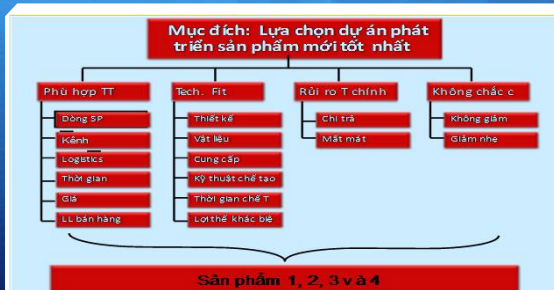 Mục đích: Lựa chọn dự án phát
triển sản phẩm mới tốt nhất
Phù hợp TT
Tech. Fit
Rủi ro T chính
Không chắc c
Dòng SP
Kênh
Logistics
Thời gian
Giá
LL bán hàng
Thiết kế
Vật liệu
Cung cấp
Kỹ thuật chế tạo
Thời gian chế T
Lợi thế khác biệ
Chi trả
Mất mát
Không giảm
Giảm nhẹ
Sản phẩm 1, 2, 3 và 4